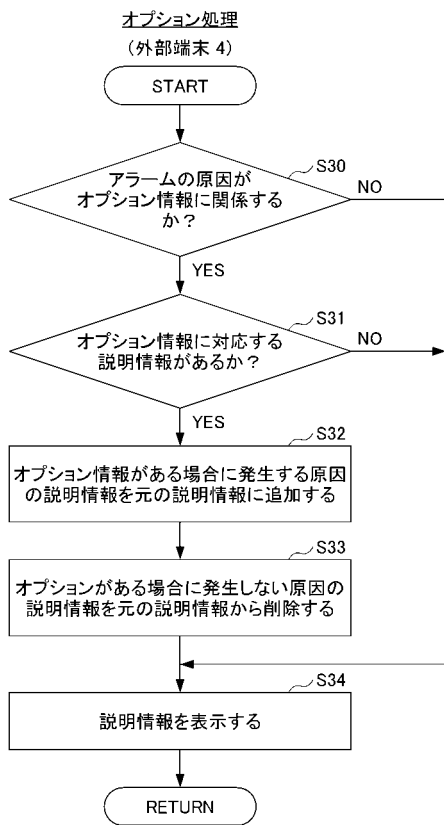 オプション処理
(外部端末 4)
START
S30
アラームの原因が
オプション情報に関係する
か？
NO
YES
S31
オプション情報に対応する
説明情報があるか？
NO
YES
S32
オプション情報がある場合に発生する原因
の説明情報を元の説明情報に追加する
S33
オプションがある場合に発生しない原因の
説明情報を元の説明情報から削除する
S34
説明情報を表示する
RETURN